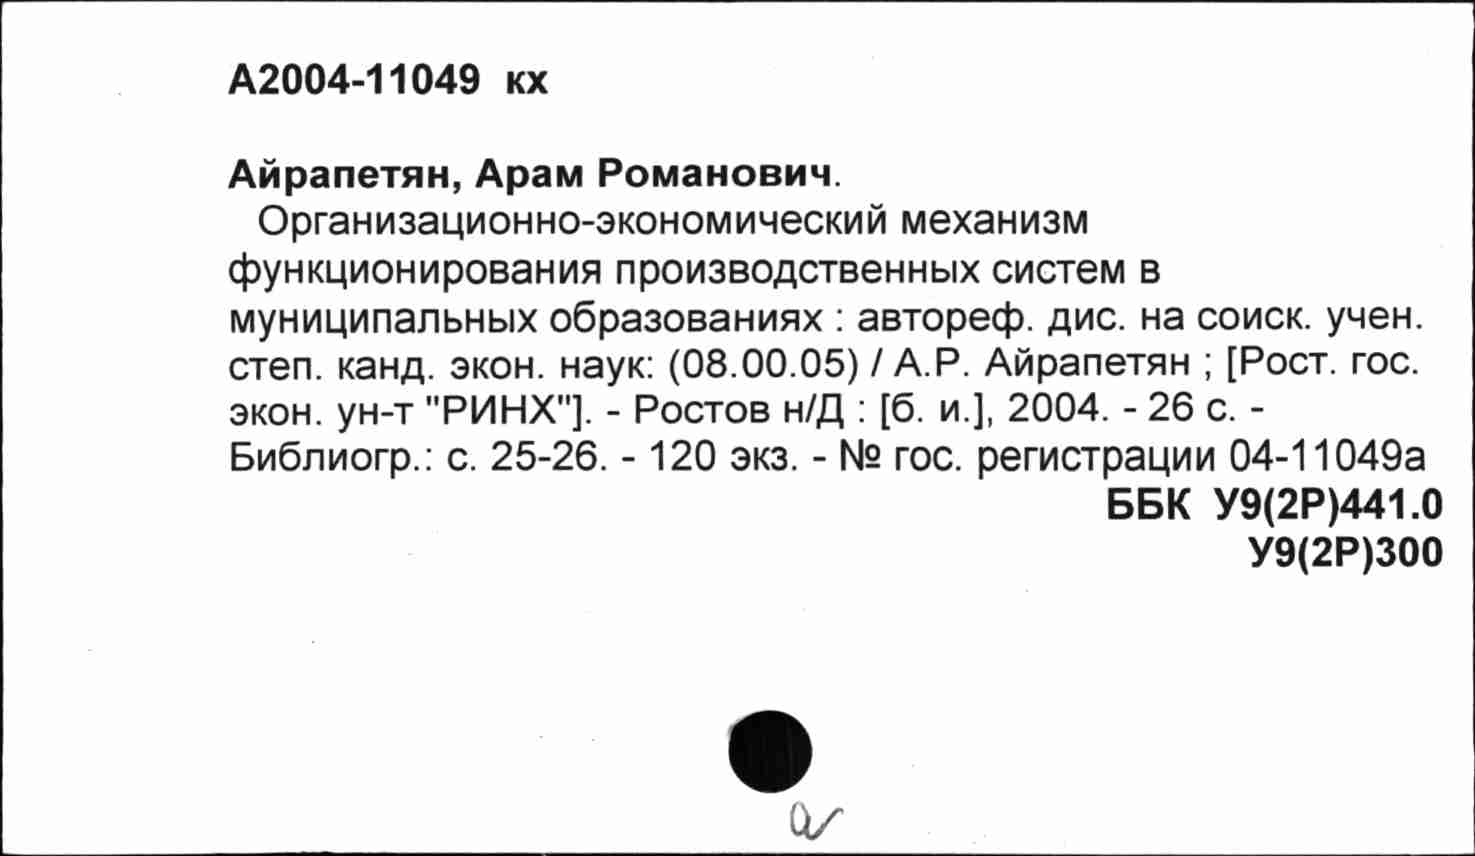 А2004-11049 кх
Айрапетян, Арам Романович.
Организационно-экономический механизм
функционирования производственных систем в
муниципальных образованиях : автореф. дис. на соиск. учен.
степ. канд. экон. наук: (08.00.05) / А.Р. Айрапетян ; [Рост. гос.
экон. ун-т "РИНХ"]. - Ростов н/Д : [б. и.], 2004. - 26 с. -
Библиогр.: с. 25-26. - 120 экз. - № гос. регистрации 04-11049а
ББК У9(2Р)441.0
У9(2Р)300